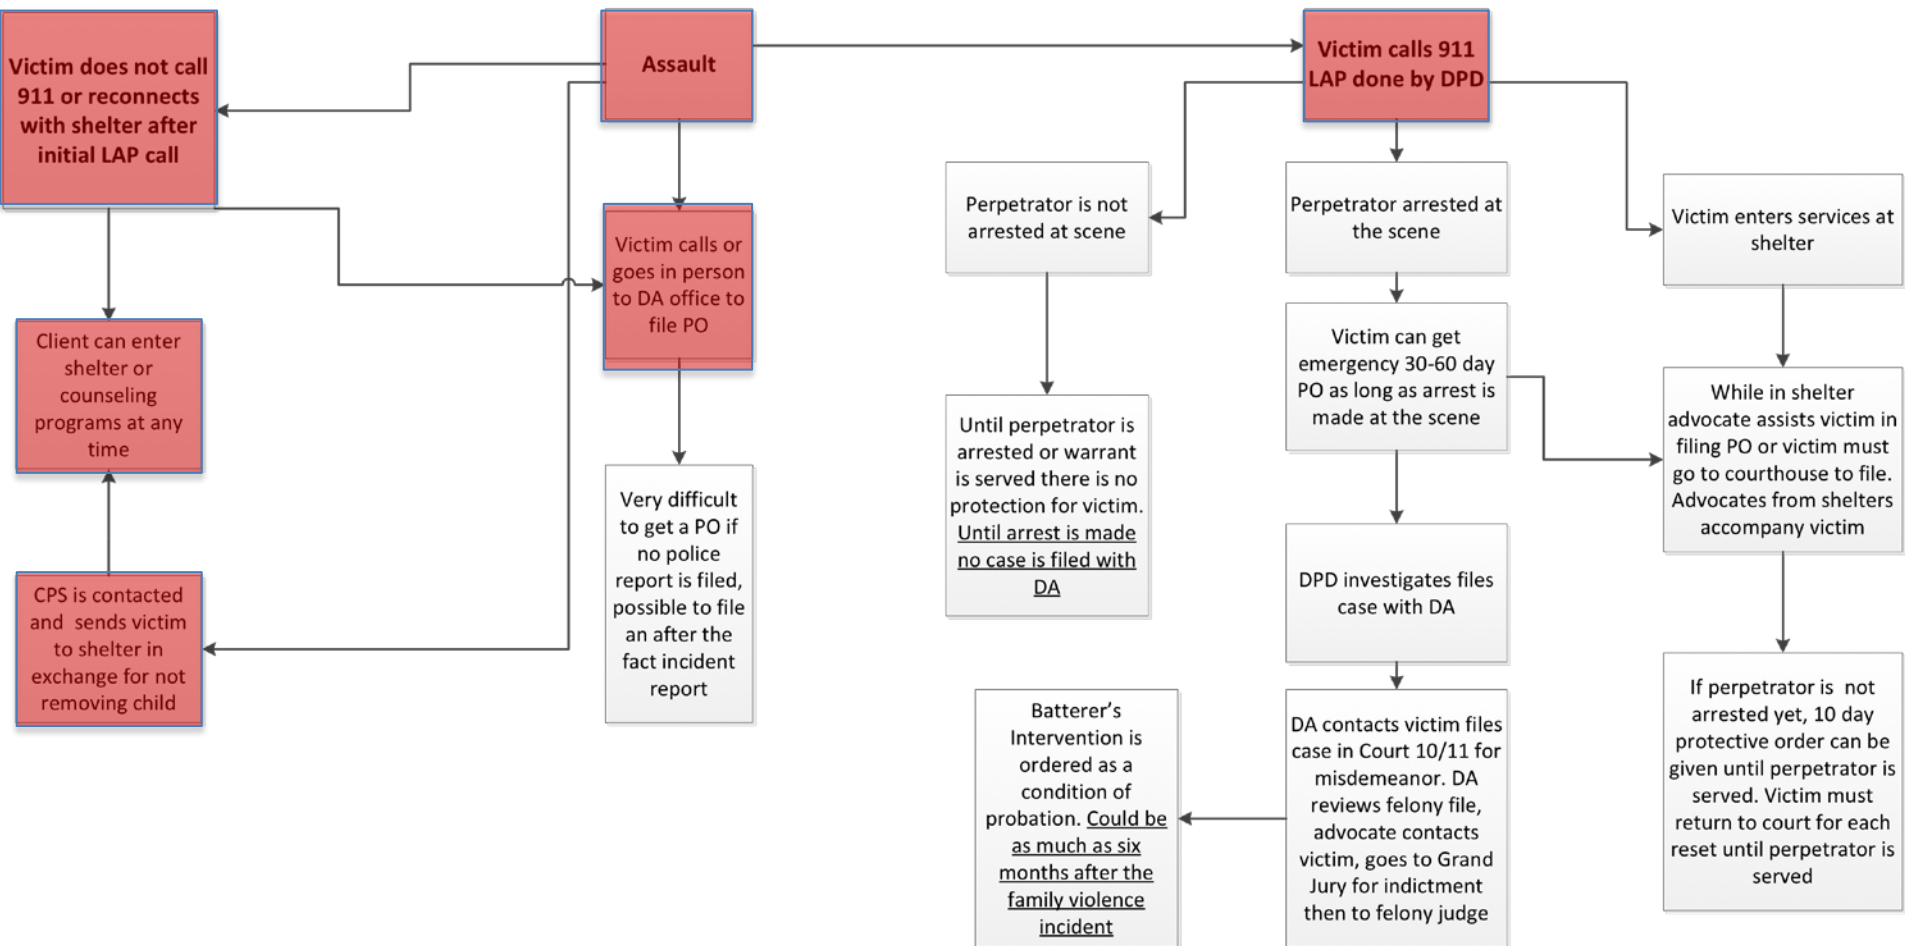 Victim does not call
911 or reconnects
with shelter after
initial LAP call
Assault
Victim calls 911
LAP done by DPD
Perpetrator is not
arrested at scene
Perpetrator arrested at
the scene
Victim enters services at
shelter
Victim calls or
goes in person
to DA office to
file PO
Client can enter
shelter or
counseling
programs at any
time
Victim can get
emergency 30-60 day
PO as long as arrest is
made at the scene
While in shelter
advocate assists victim in
filing PO or victim must
go to courthouse to file.
Advocates from shelters
accompany victim
Until perpetrator is
arrested or warrant
is served there is no
protection for victim.
Until arrest is made
no case is filed with
DA
Very difficult
to get a PO if
no police
report is filed,
possible to file
an after the
fact incident
report
CPS is contacted
and sends victim
to shelter in
exchange for not
removing child
DPD investigates files
case with DA
If perpetrator is not
arrested yet, 10 day
protective order can be
given until perpetrator is
served. Victim must
return to court for each
reset until perpetrator is
served
Batterer's
Intervention is
ordered as a
condition of
probation. Could be
as much as six
months after the
family violence
incident
DA contacts victim files
case in Court 10/11 for
misdemeanor. DA
reviews felony file,
advocate contacts
victim, goes to Grand
Jury for indictment
then to felony judge